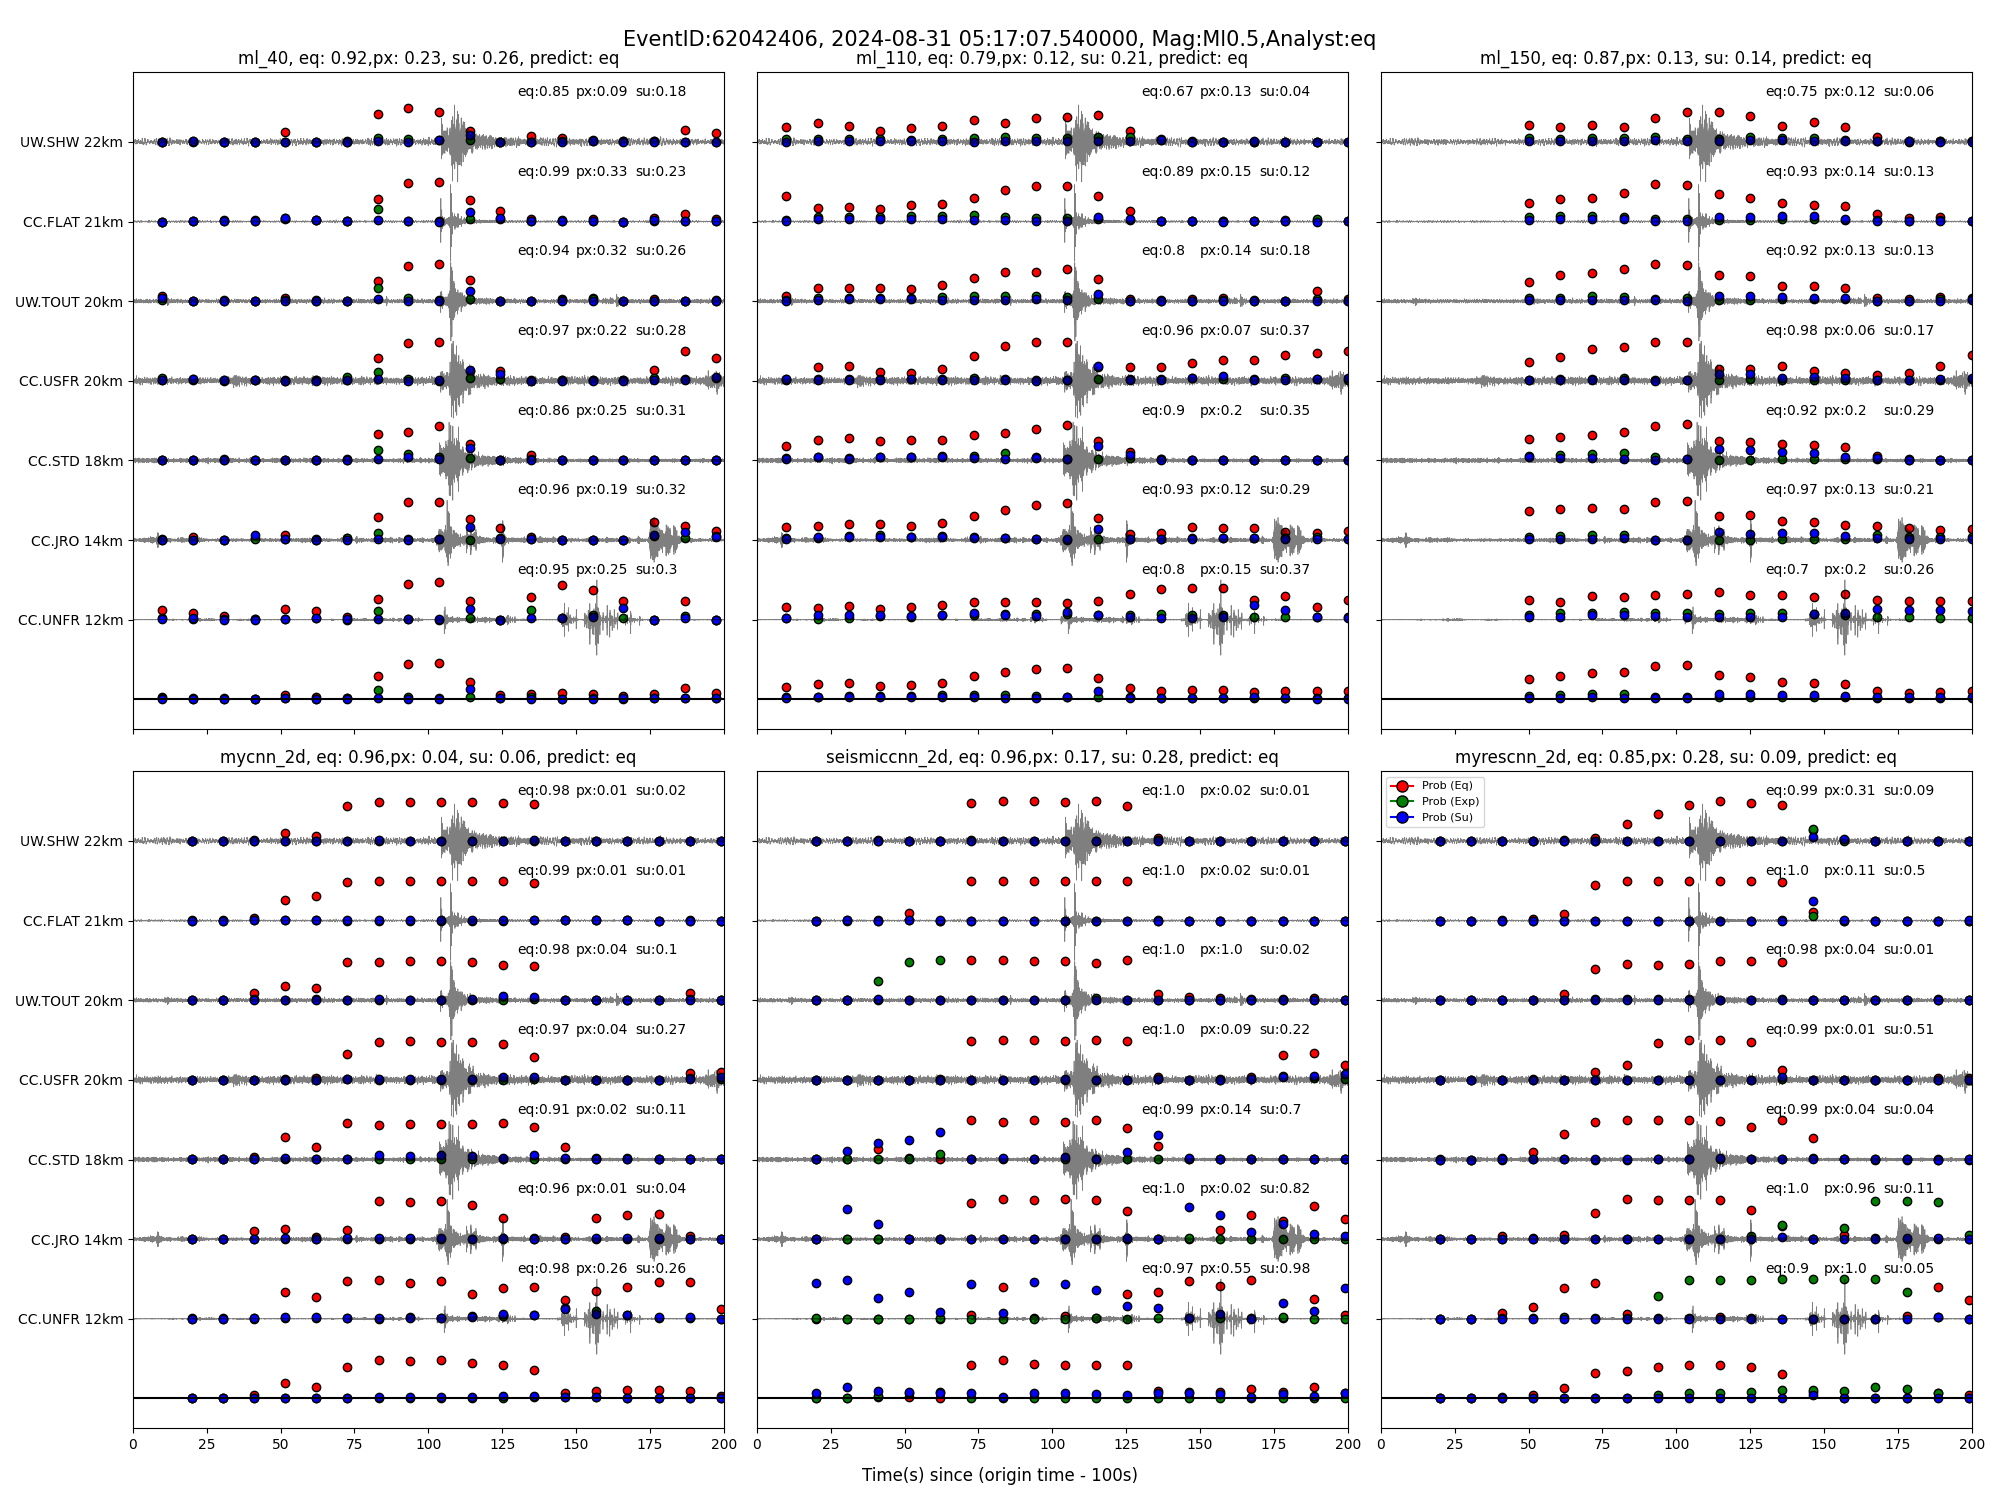 EventID:62042406, 2024-08-31 05:17:07.540000, Mag:Ml0.5,Analyst:eq
ml_40, eq: 0.92,px: 0.23, su: 0.26, predict: eq
eq:0.85 px:0.09 su:0.18
UW.SHW 22km
eq:0.99 px:0.33 su:0.23
CC.FLAT 21km
eq:0.94 px:0.32 su:0.26
UW.TOUT 20km
eq:0.97 px:0.22 su:0.28
CC.USFR 20km
eq:0.86 px:0.25 su:0.31
CC.STD 18km
eq:0.96 px:0.19 su:0.32
CC.JRO 14km
eq:0.95 px:0.25 su:0.3
CC.UNFR 12km
ml_110, eq: 0.79,px: 0.12, su: 0.21, predict: eq
eq:0.67 px:0.13 su:0.04
eq:0.89 px:0.15 su:0.12
eq:0.8 px:0.14 su:0.18
eq:0.96 px:0.07 su:0.37
eq:0.9 px:0.2 su:0.35
eq:0.93 px:0.12 su:0.29
eq:0.8 px:0.15 su:0.37
ml_150, eq: 0.87,px: 0.13, su: 0.14, predict: eq
eq:0.75 px:0.12 su:0.06
eq:0.93 px:0.14 su:0.13
eq:0.92 px:0.13 su:0.13
eq:0.98 px:0.06 su:0.17
eq:0.92 px:0.2 su:0.29
eq:0.97 px:0.13 su:0.21
eq:0.7 px:0.2 su:0.26
mycnn_2d, eq: 0.96,px: 0.04, su: 0.06, predict: eq
eq:0.98 px:0.01 su:0.02
UW.SHW 22km
eq:0.99 px:0.01 su:0.01
CC.FLAT 21km
eq:0.98 px:0.04 su:0.1
UW.TOUT 20km
eq:0.97 px:0.04 su:0.27
CC.USFR 20km
eq:0.91 px:0.02 su:0.11
CC.STD 18km
eq:0.96 px:0.01 su:0.04
CC.JRO 14km
eq:0.98 px:0.26 su:0.26
CC.UNFR 12km
0 25 50 75 100 125 150 175 200
seismiccnn_2d, eq: 0.96,px: 0.17, su: 0.28, predict: eq
eq:1.0 px:0.02 su:0.01
eq:1.0 px:0.02 su:0.01
eq:1.0 px:1.0 su:0.02
eq:1.0 px:0.09 su:0.22
eq:0.99 px:0.14 su:0.7
eq:1.0 px:0.02 su:0.82
eq:0.97 px:0.55 su:0.98
0 25 50 75 100 125 150 175 200
myrescnn_2d, eq: 0.85,px: 0.28, su: 0.09, predict: eq
Prob (Eq)
Prob (Exp)
Prob (Su)
eq:0.99 px:0.31 su:0.09
eq:1.0 px:0.11 su:0.5
eq:0.98 px:0.04 su:0.01
eq:0.99 px:0.01 su:0.51
eq:0.99 px:0.04 su:0.04
eq:1.0 px:0.96 su:0.11
eq:0.9 px:1.0 su:0.05
0 25 50 75 100 125 150 175 200
Time(s) since (origin time - 100s)